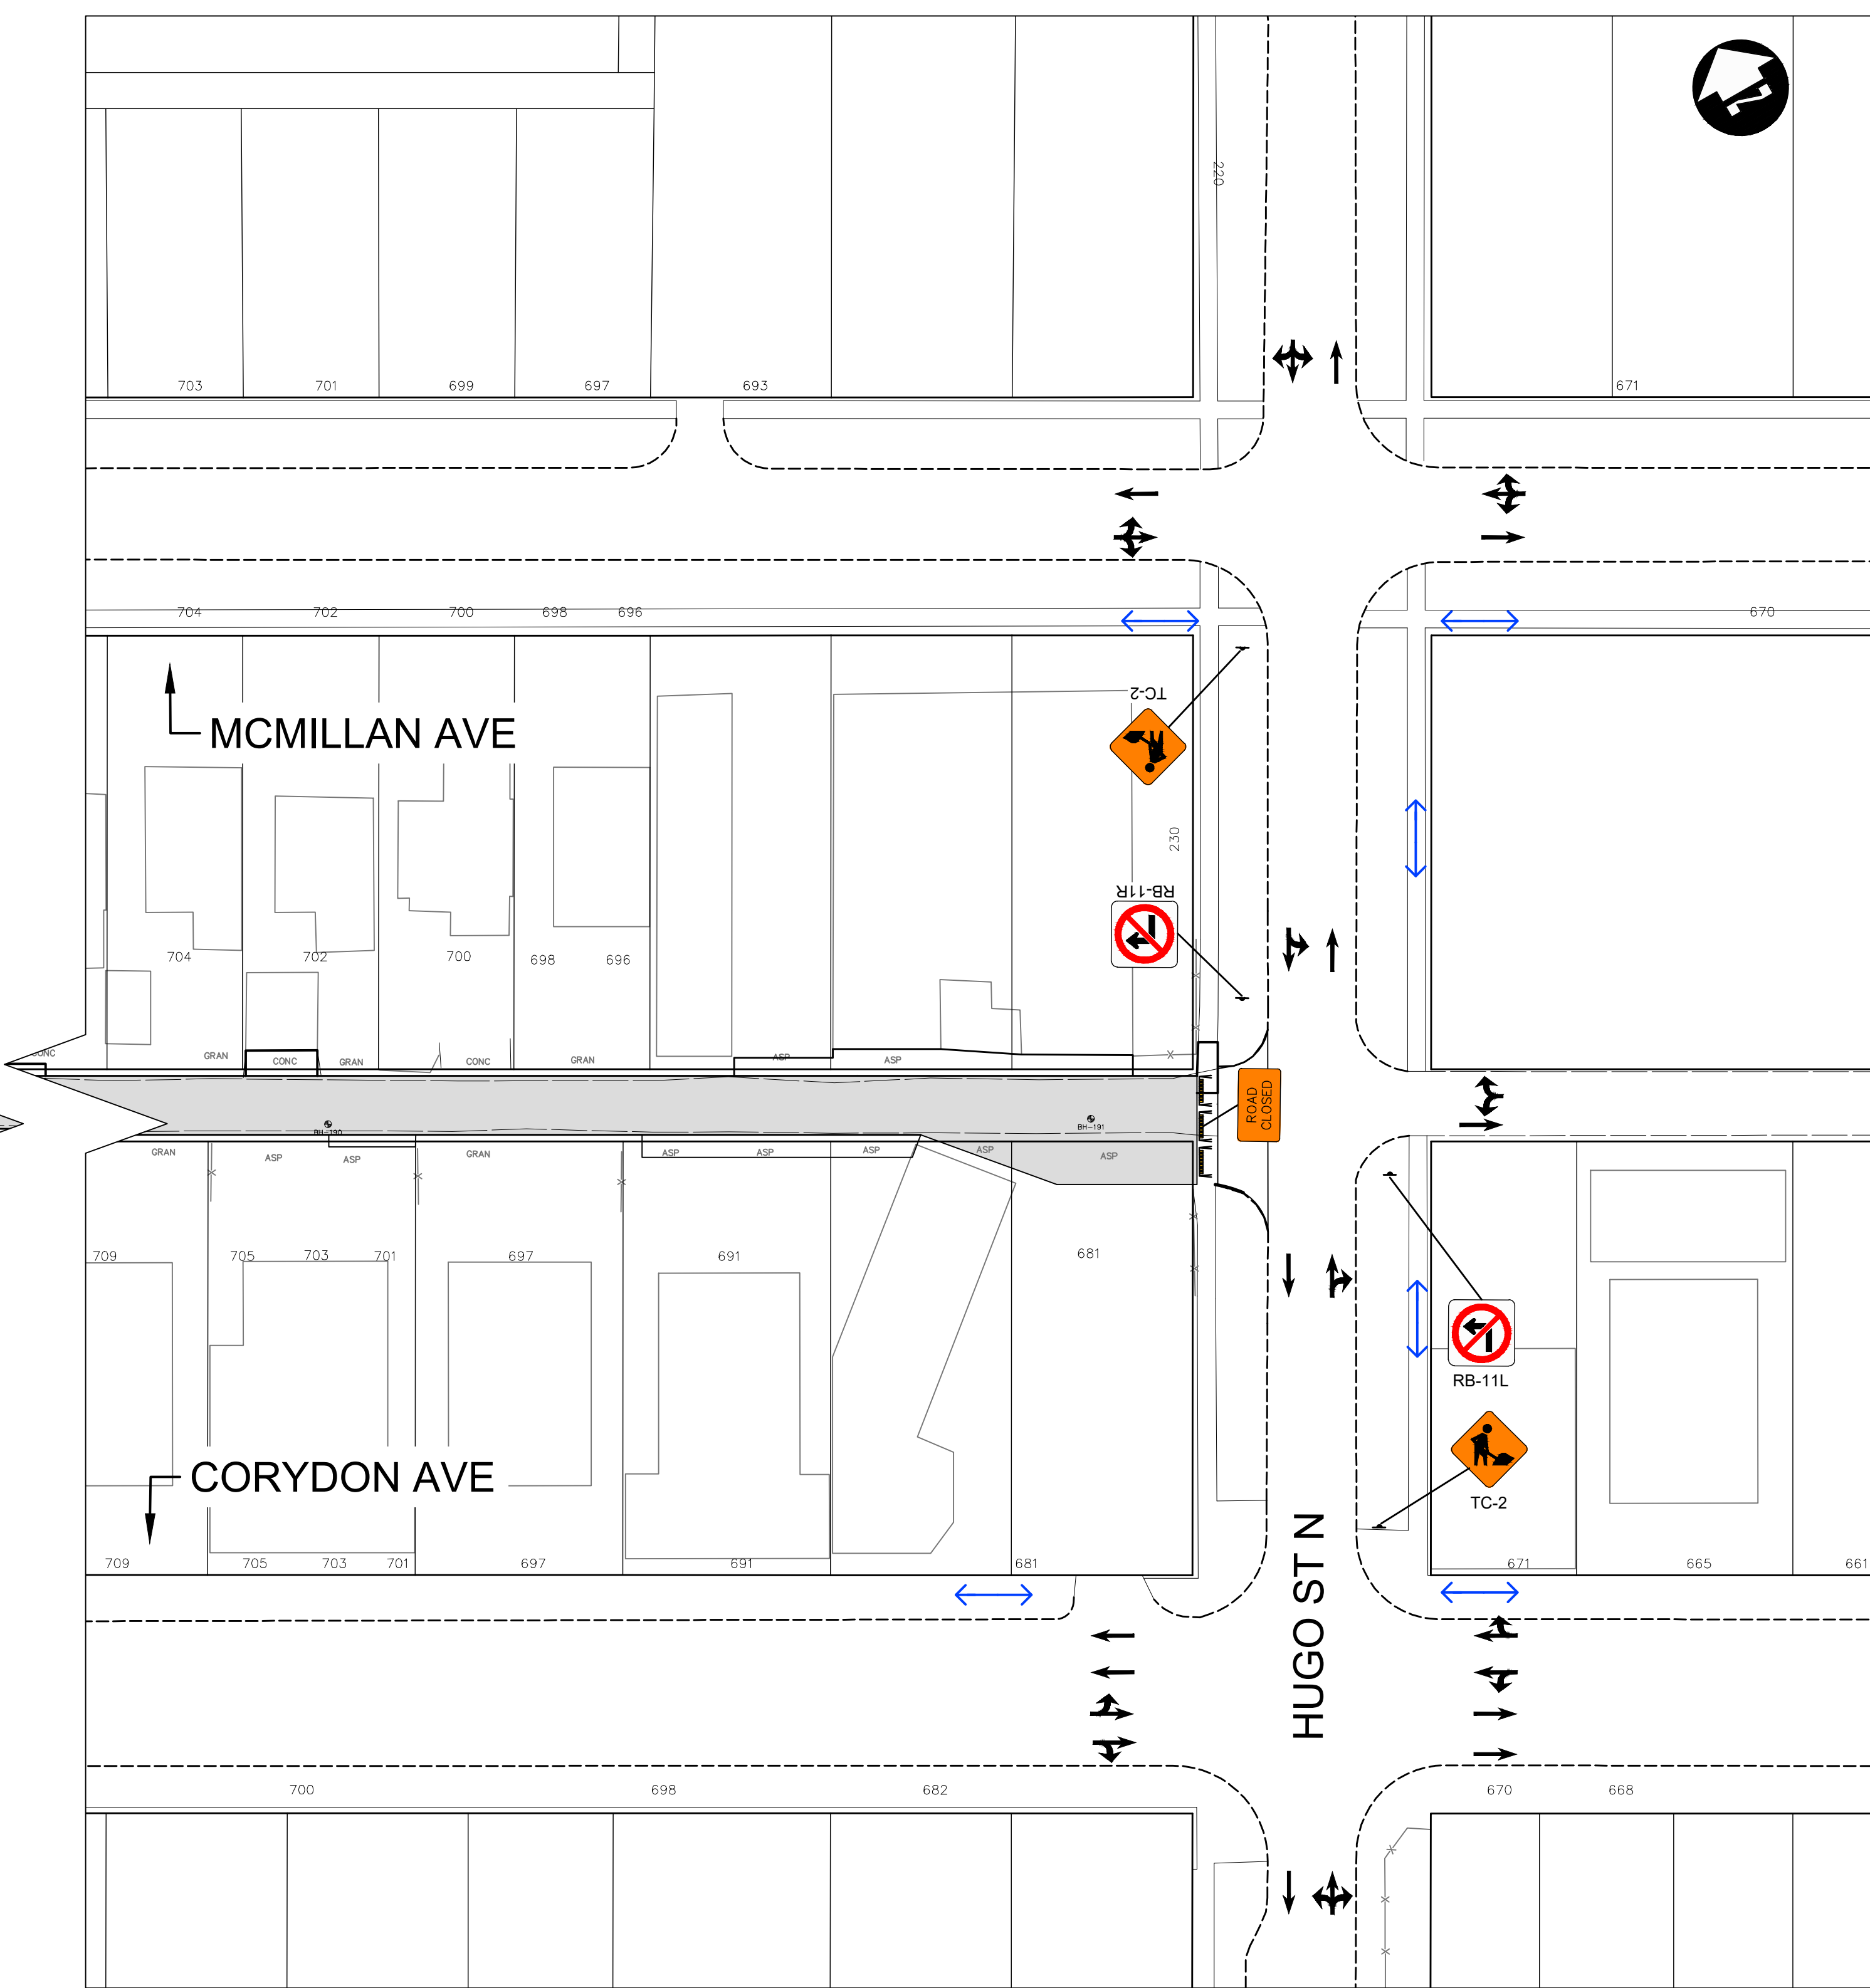 220
703
701
699
697
693
671
704
702
700
698
696
670
TC-2
MCMILLAN AVE
230
RB-11R
704
702
700
698
696
CONC
GRAN
CONC
GRAN
CONC
GRAN
ASP
ASP
ROAD
CLOSED
BH-190
BH-191
GRAN
ASP
ASP
GRAN
ASP
ASP
ASP
ASP
ASP
709
705
703
701
697
691
681
RB-11L
CORYDON AVE
TC-2
HUGO ST N
709
705
703
701
697
691
681
671
665
661
700
698
682
670
668